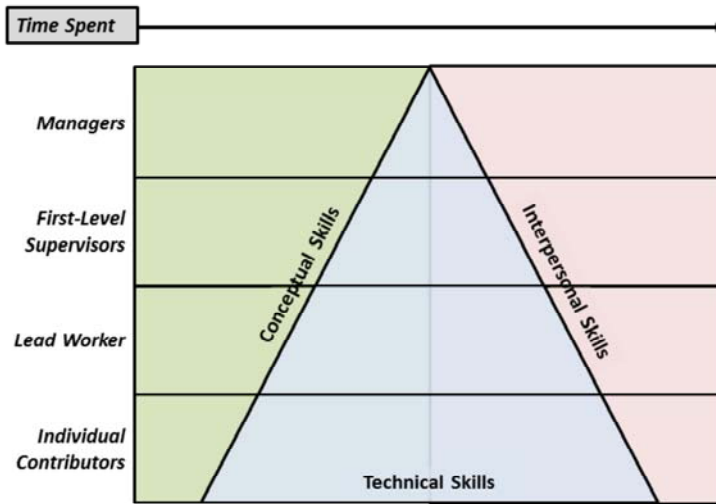 Time Spent
Managers
First-Level
Supervisors
Lead Worker
Individual
Contributors
Conceptual Skills
Interpersonal Skills
Technical Skills